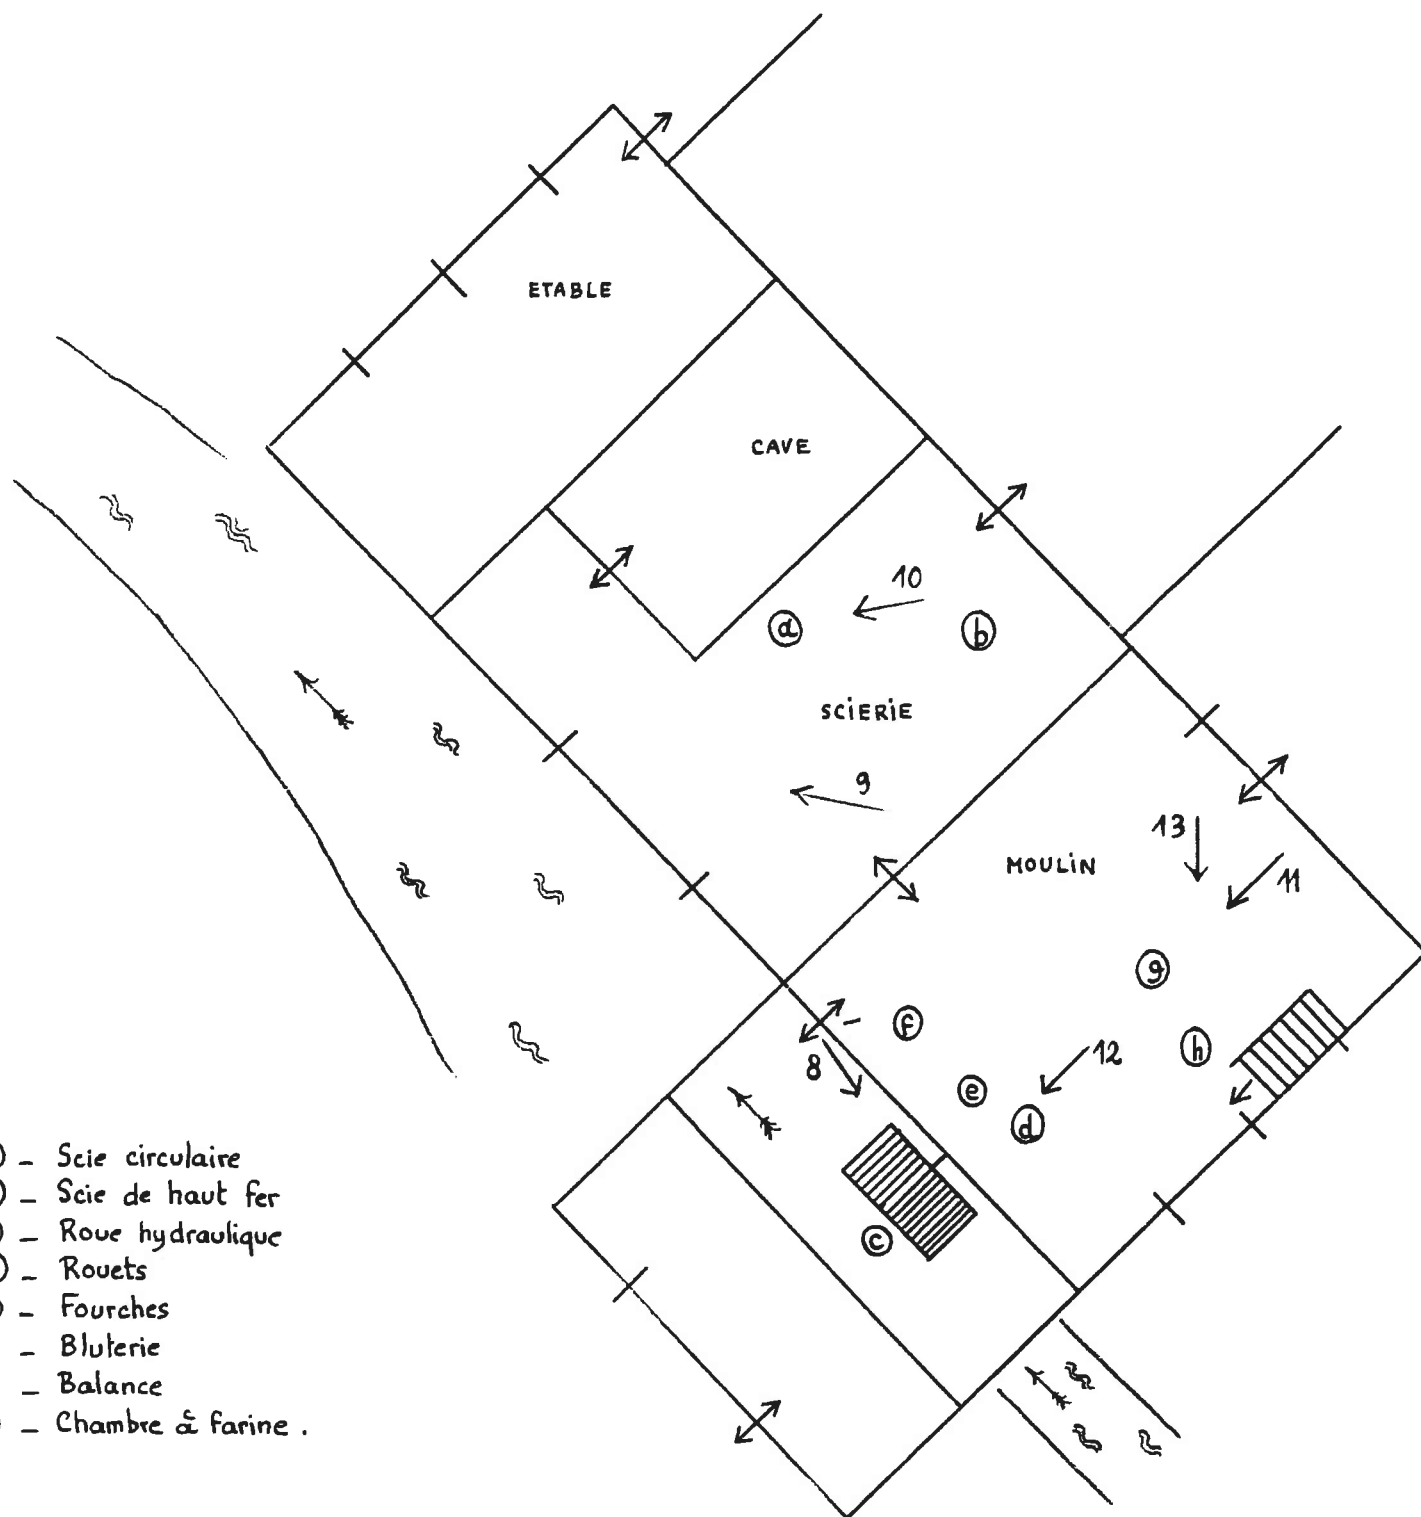 ETABLE
CAVE
10
a
b
SCIERIE
9
MOULIN
13
11
g
f
h
12
8
e
d
c
– Scie circulaire
– Scie de haut fer
– Roue hydraulique
– Rouets
– Fourches
– Bluterie
– Balance
– Chambre à farine.